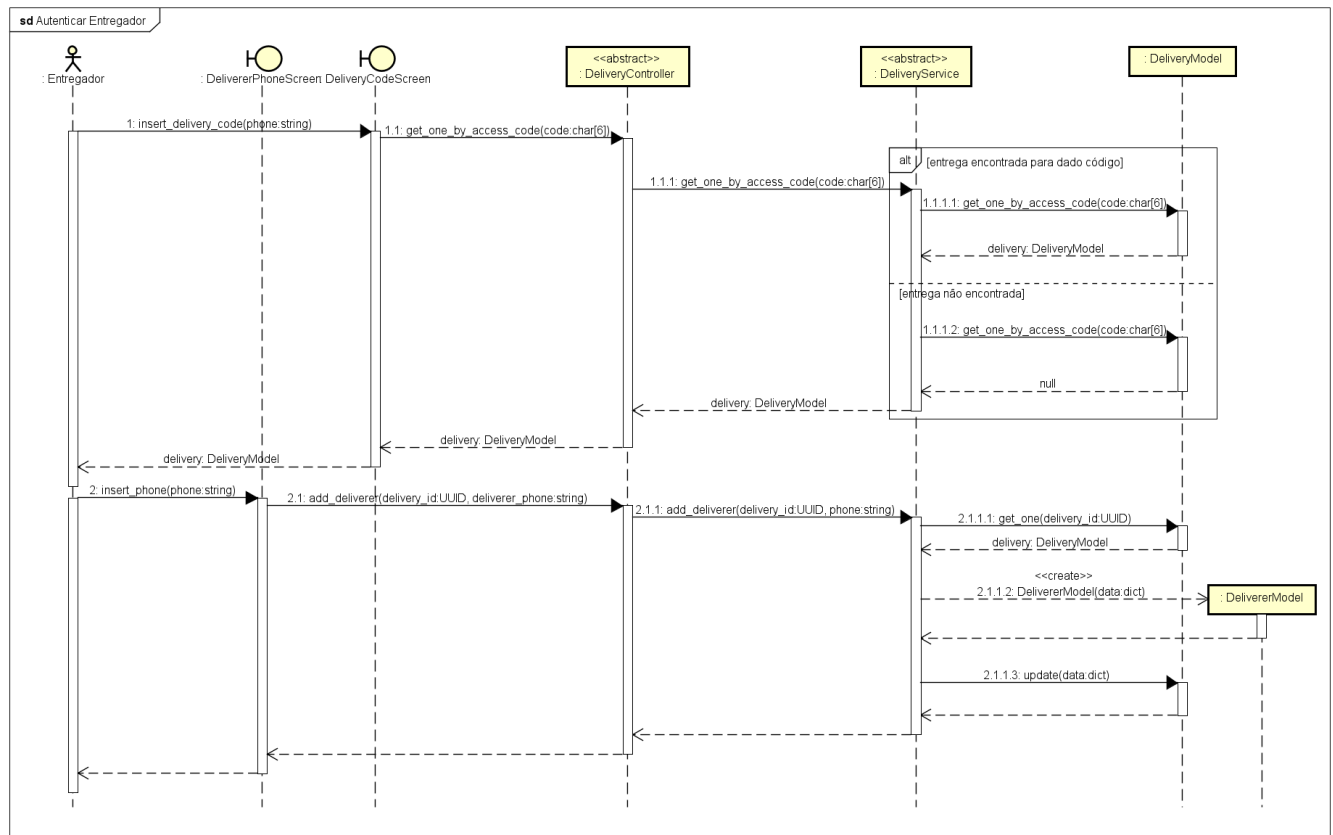 sd Autenticar Entregador
: Entregador
: DelivererPhoneScreen
: DeliveryCodeScreen
<<abstract>>
: DeliveryController
<<abstract>>
: DeliveryService
: DeliveryModel
1: insert_delivery_code(phone:string)
1.1: get_one_by_access_code(code:char[6])
alt
[entrega encontrada para dado código]
1.1.1: get_one_by_access_code(code:char[6])
1.1.1.1: get_one_by_access_code(code:char[6])
delivery: DeliveryModel
[entrega não encontrada]
1.1.1.2: get_one_by_access_code(code:char[6])
null
delivery: DeliveryModel
delivery: DeliveryModel
delivery: DeliveryModel
2: insert_phone(phone:string)
2.1: add_deliverer(delivery_id:UUID, deliverer_phone:string)
2.1.1: add_deliverer(delivery_id:UUID, phone:string)
2.1.1.1: get_one(delivery_id:UUID)
delivery: DeliveryModel
<<create>>
2.1.1.2: DelivererModel(data:dict)
: DelivererModel
2.1.1.3: update(data:dict)